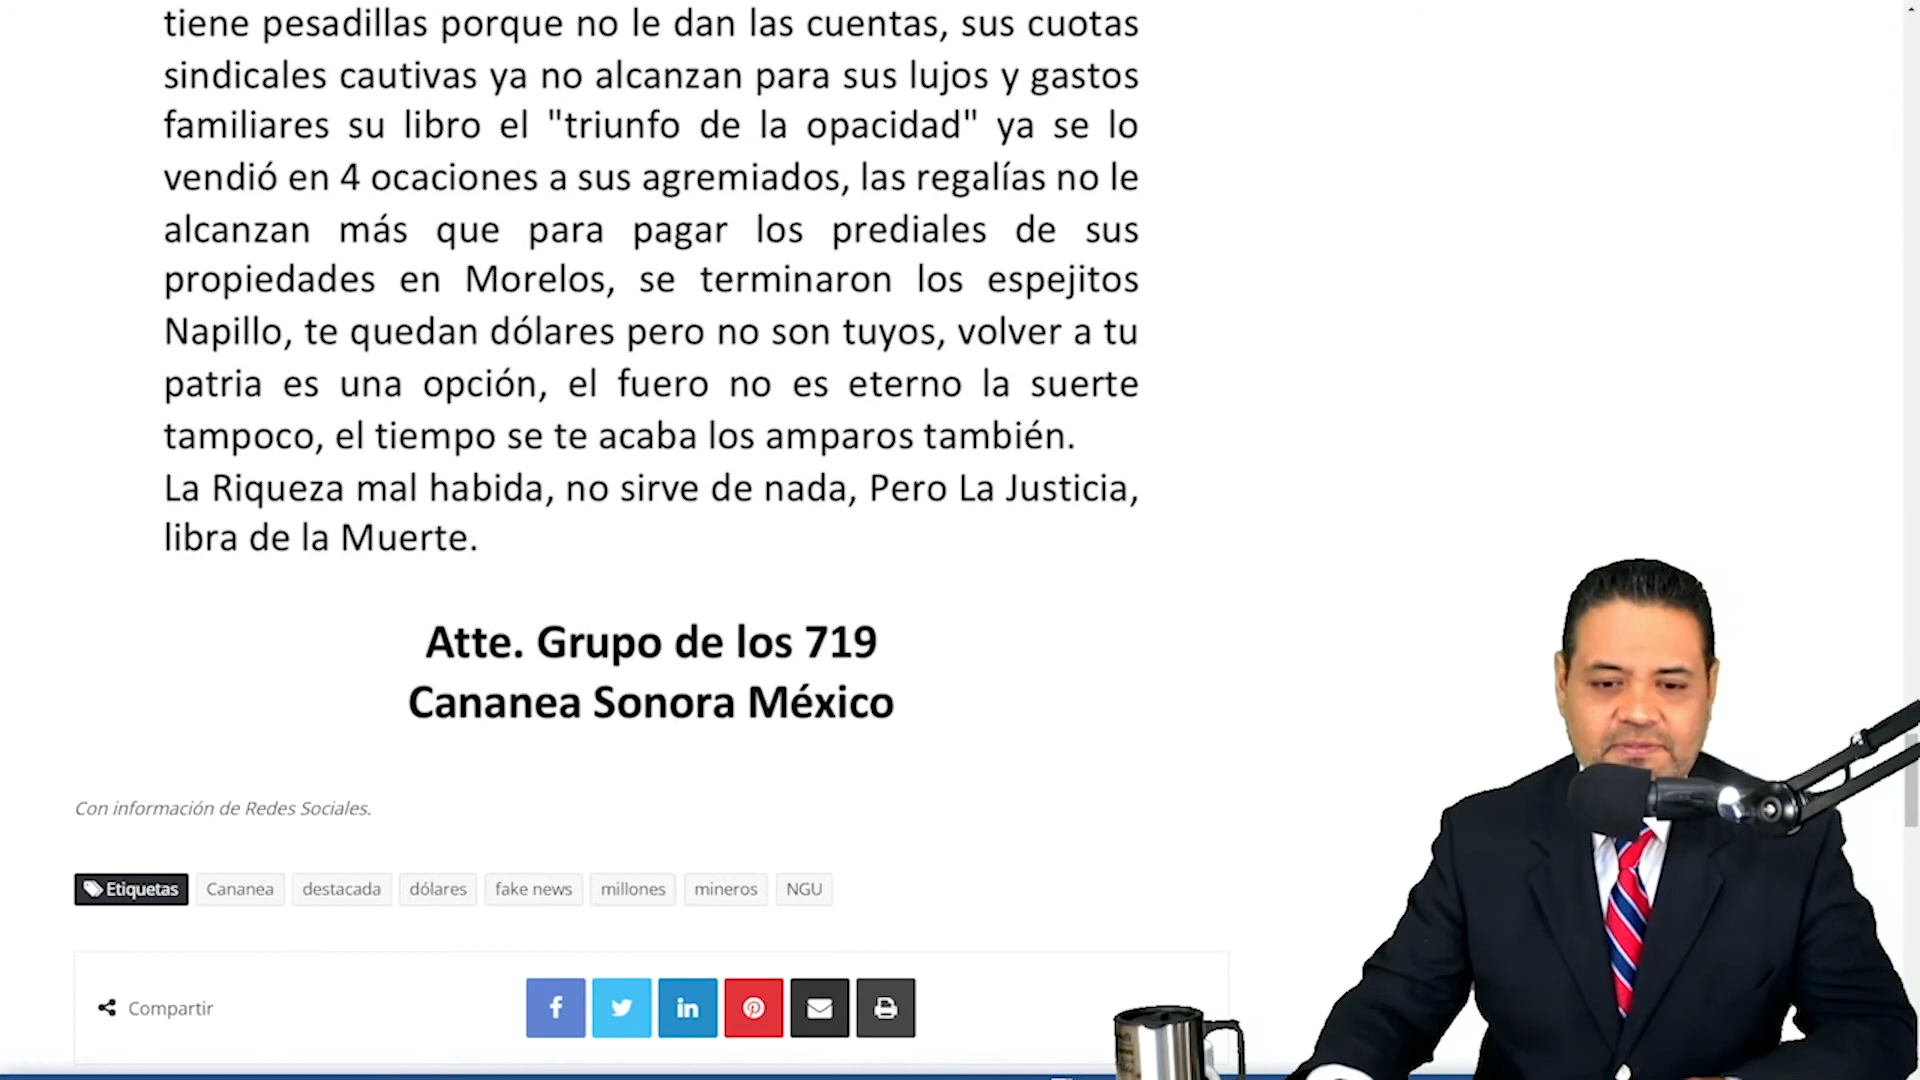 tiene pesadillas porque no le dan las cuentas, sus cuotas
sindicales cautivas ya no alcanzan para sus lujos y gastos
familiares su libro el "triunfo de la opacidad" ya se lo
vendió en 4 ocaciones a sus agremiados, las regalías no le
alcanzan más que para pagar los prediales de sus
propiedades en Morelos, se terminaron los espejitos
Napillo, te quedan dólares pero no son tuyos, volver a tu
patria es una opción, el fuero no es eterno la suerte
tampoco, el tiempo se te acaba los amparos también.
La Riqueza mal habida, no sirve de nada, Pero La Justicia,
libra de la Muerte.
Atte. Grupo de los 719
Cananea Sonora México
Con información de Redes Sociales.
Etiquetas Cananea destacada dólares fake news millones mineros NGU
Compartir